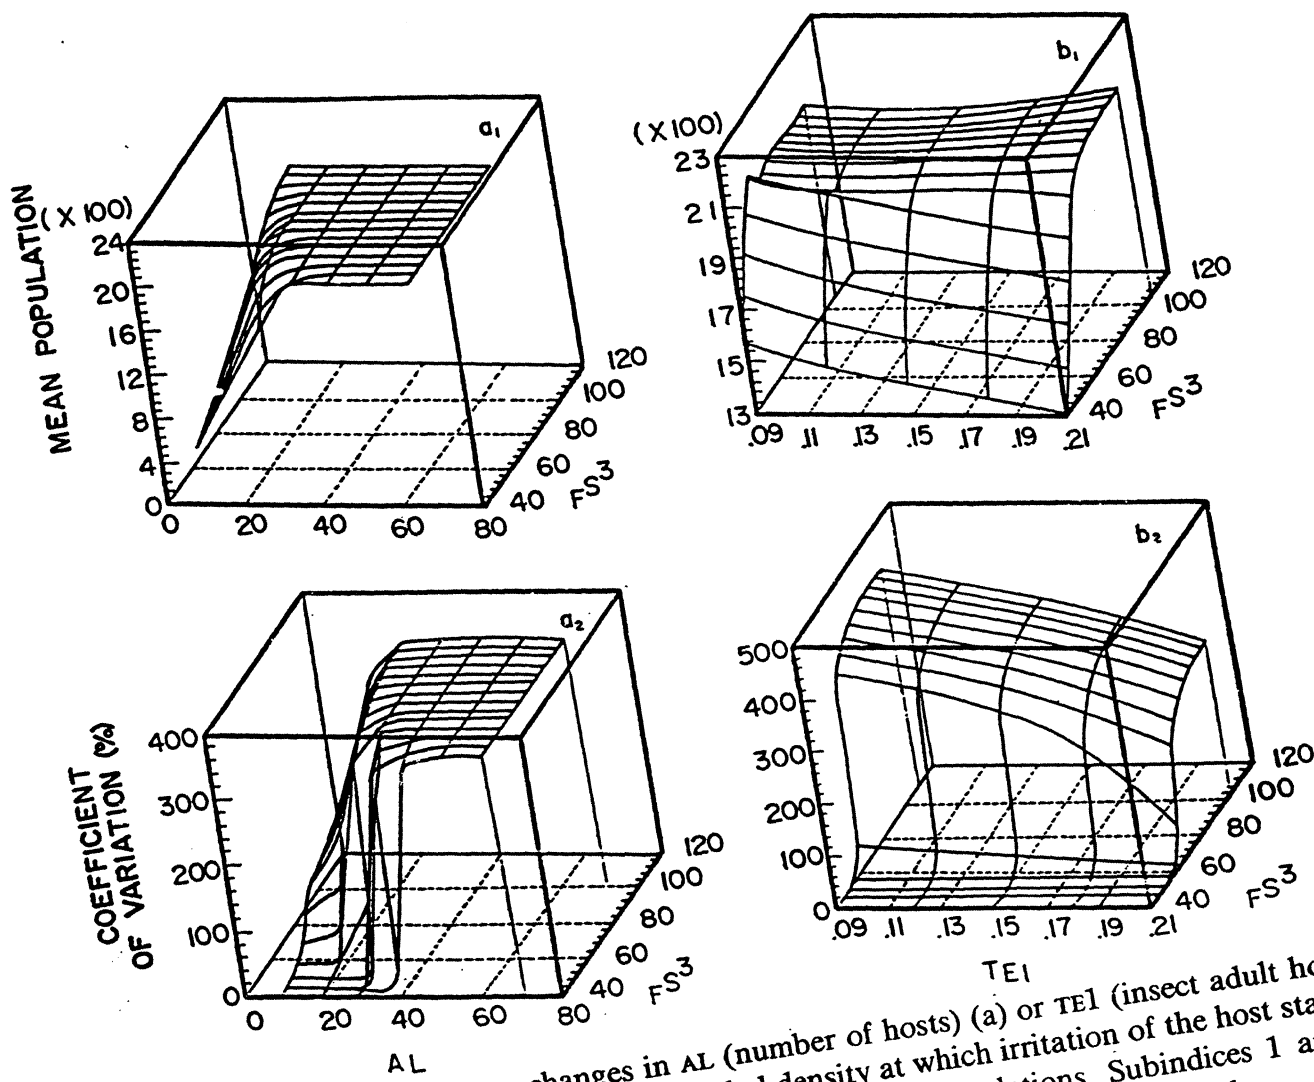 a₁
MEAN POPULATION
(X 100)
24
20
16
12
8
4
0
0 20 40 60 80
40 60 80 100 120
FS3
b₁
(X100)
23
21
19
17
15
13
.09 .11 .13 .15 .17 .19 .21
40 60 80 100 120
FS3
a₂
COEFFICIENT
OF VARIATION (%)
400
300
200
100
0
0 20 40 60 80
40 60 80 100 120
FS3
AL
b₂
500
400
300
200
100
0
.09 .11 .13 .15 .17 .19 .21
40 60 80 100 120
FS3
TE1
changes in AL (number of hosts) (a) or TE1 (insect adult
density at which irritation of the host
Subindices 1